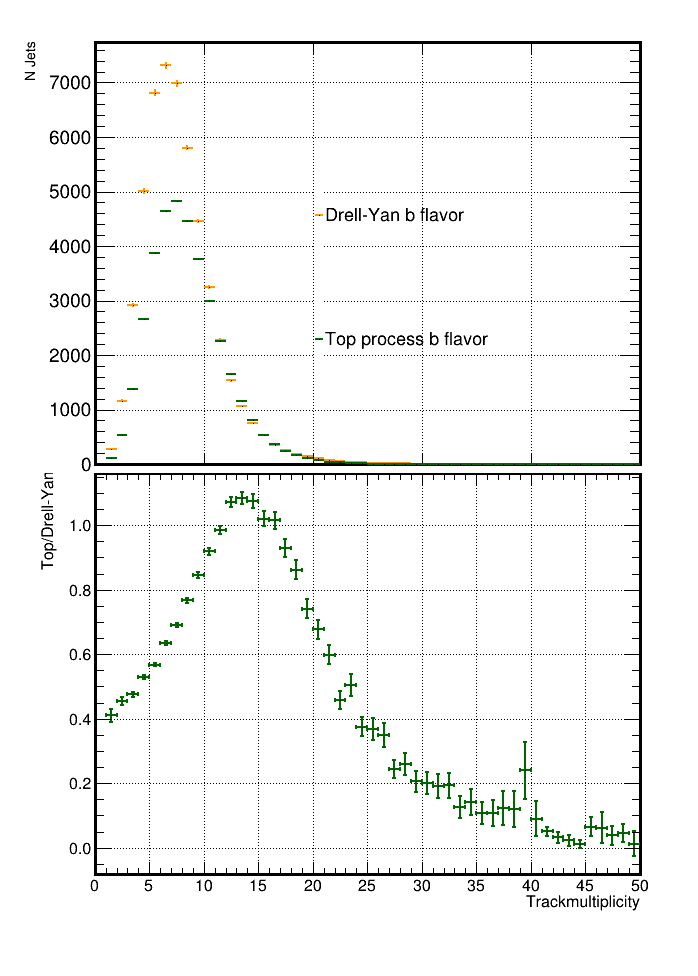 N Jets
7000
6000
5000
4000
3000
2000
1000
0
Drell-Yan b flavor
Top process b flavor
Top/Drell-Yan
1.0
0.8
0.6
0.4
0.2
0.0
0 5 10 15 20 25 30 35 40 45 50
Trackmultiplicity